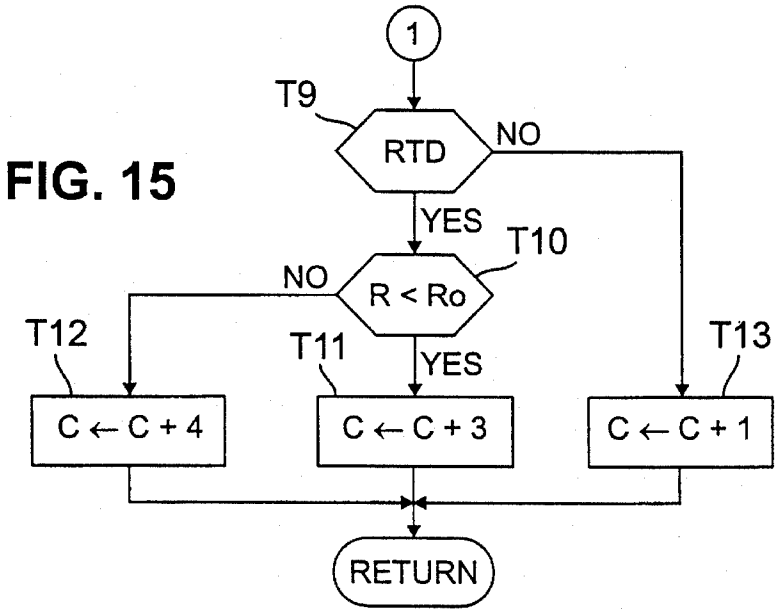 1
T9
RTD
NO
FIG. 15
YES
T10
NO
R < Ro
T12
T11
YES
T13
C ← C + 4
C ← C + 3
C ← C + 1
RETURN